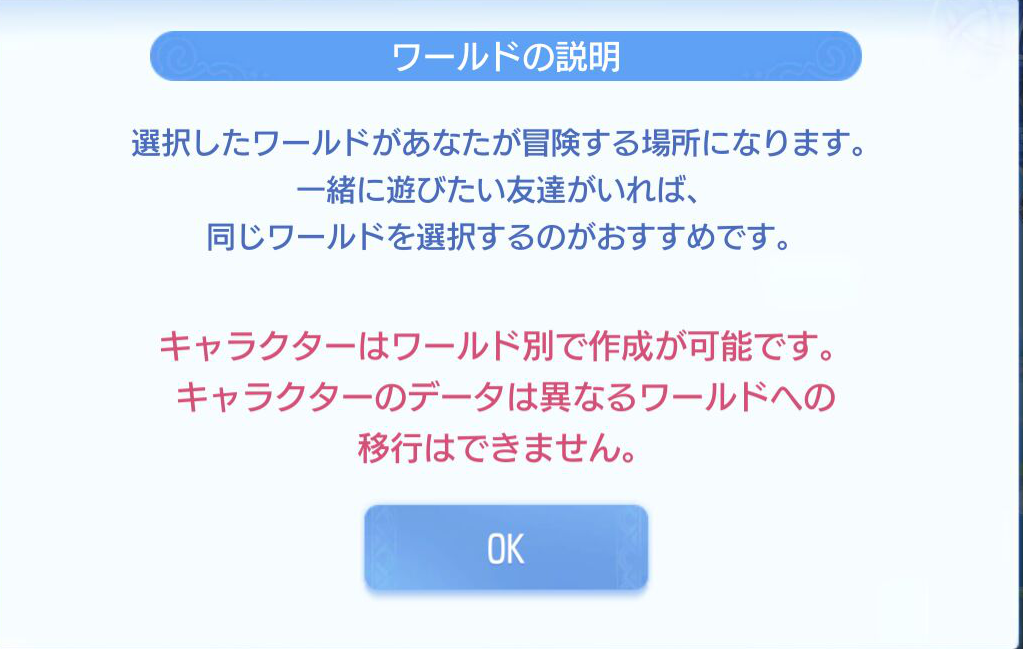 ワールドの説明
選択したワールドがあなたが冒険する場所になります。
一緒に遊びたい友達がいれば、
同じワールドを選択するのがおすすめです。
キャラクターはワールド別で作成が可能です。
キャラクターのデータは異なるワールドへの
移行はできません。
OK